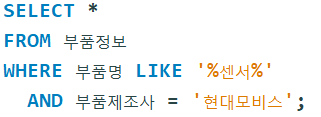 SELECT *
FROM 부품정보
WHERE 부품명 LIKE '%센서%'
AND 부품제조사 = '현대모비스';